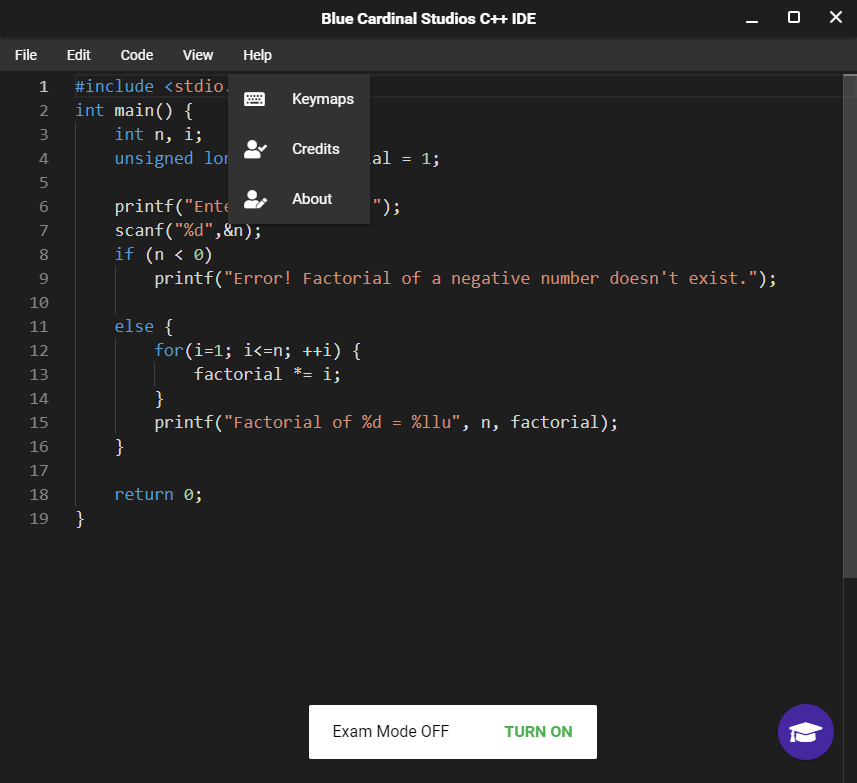 Blue Cardinal Studios C++ IDE
File Edit Code View Help
Keymaps
Credits
About
1 #include <stdio.
2 int main() {
3 int n, i;
4 unsigned lon al = 1;
5
6 printf("Ente ");
7 scanf("%d",&n);
8 if (n < 0)
9 printf("Error! Factorial of a negative number doesn't exist.");
10
11 else {
12 for(i=1; i<=n; ++i) {
13 factorial *= i;
14 }
15 printf("Factorial of %d = %llu", n, factorial);
16 }
17
18 return 0;
19 }
Exam Mode OFF TURN ON